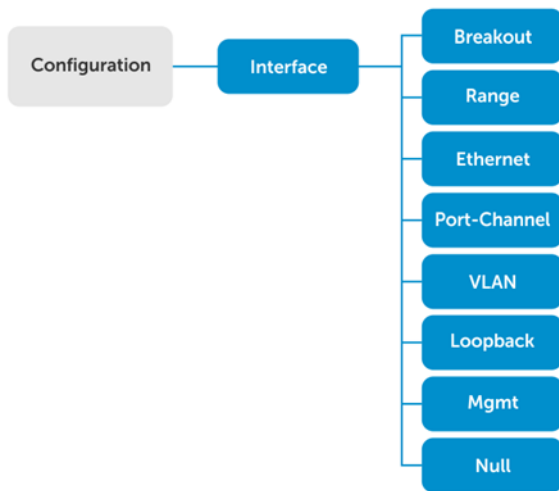 Configuration
Interface
Breakout
Range
Ethernet
Port-Channel
VLAN
Loopback
Mgmt
Null